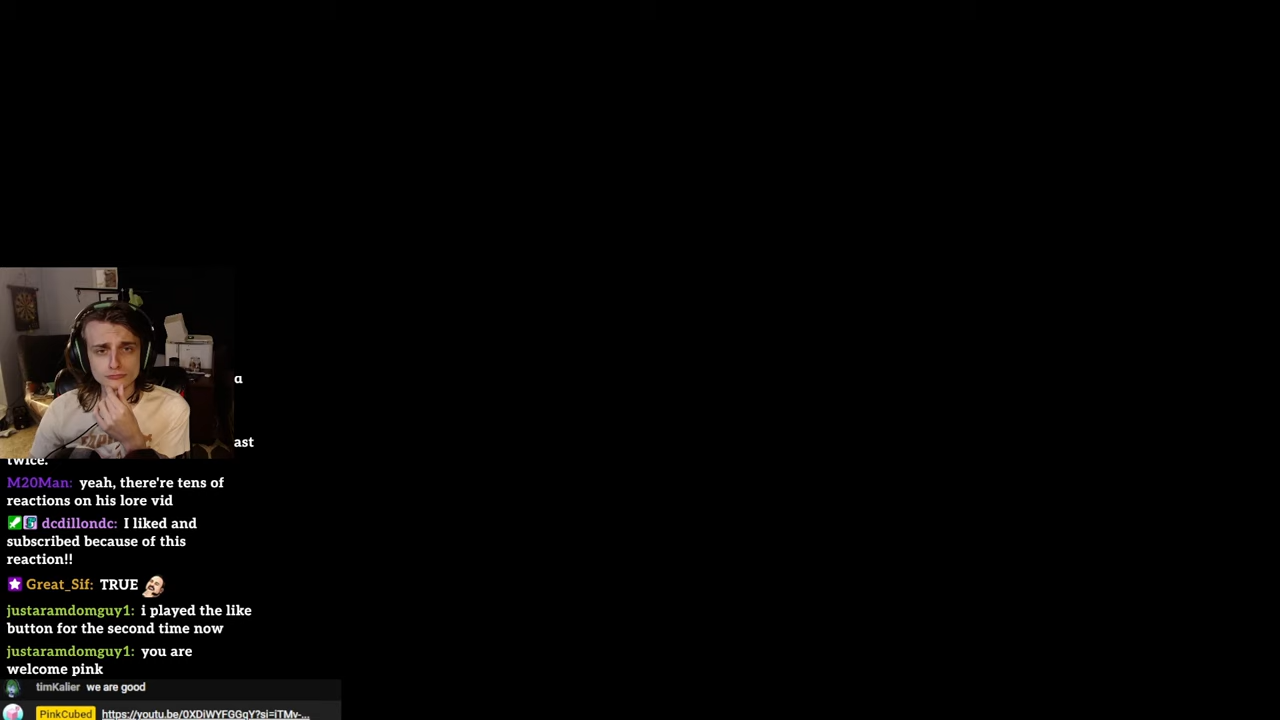 a
ast
twice.
M20Man: yeah, there're tens of
reactions on his lore vid
dcdillondc: I liked and
subscribed because of this
reaction!!
Great_Sif: TRUE
justaramdomguy1: i played the like
button for the second time now
justaramdomguy1: you are
welcome pink
timKalier we are good
PinkCubed https://youtu.be/0XDiWYFGGgY?si=iTMv-...